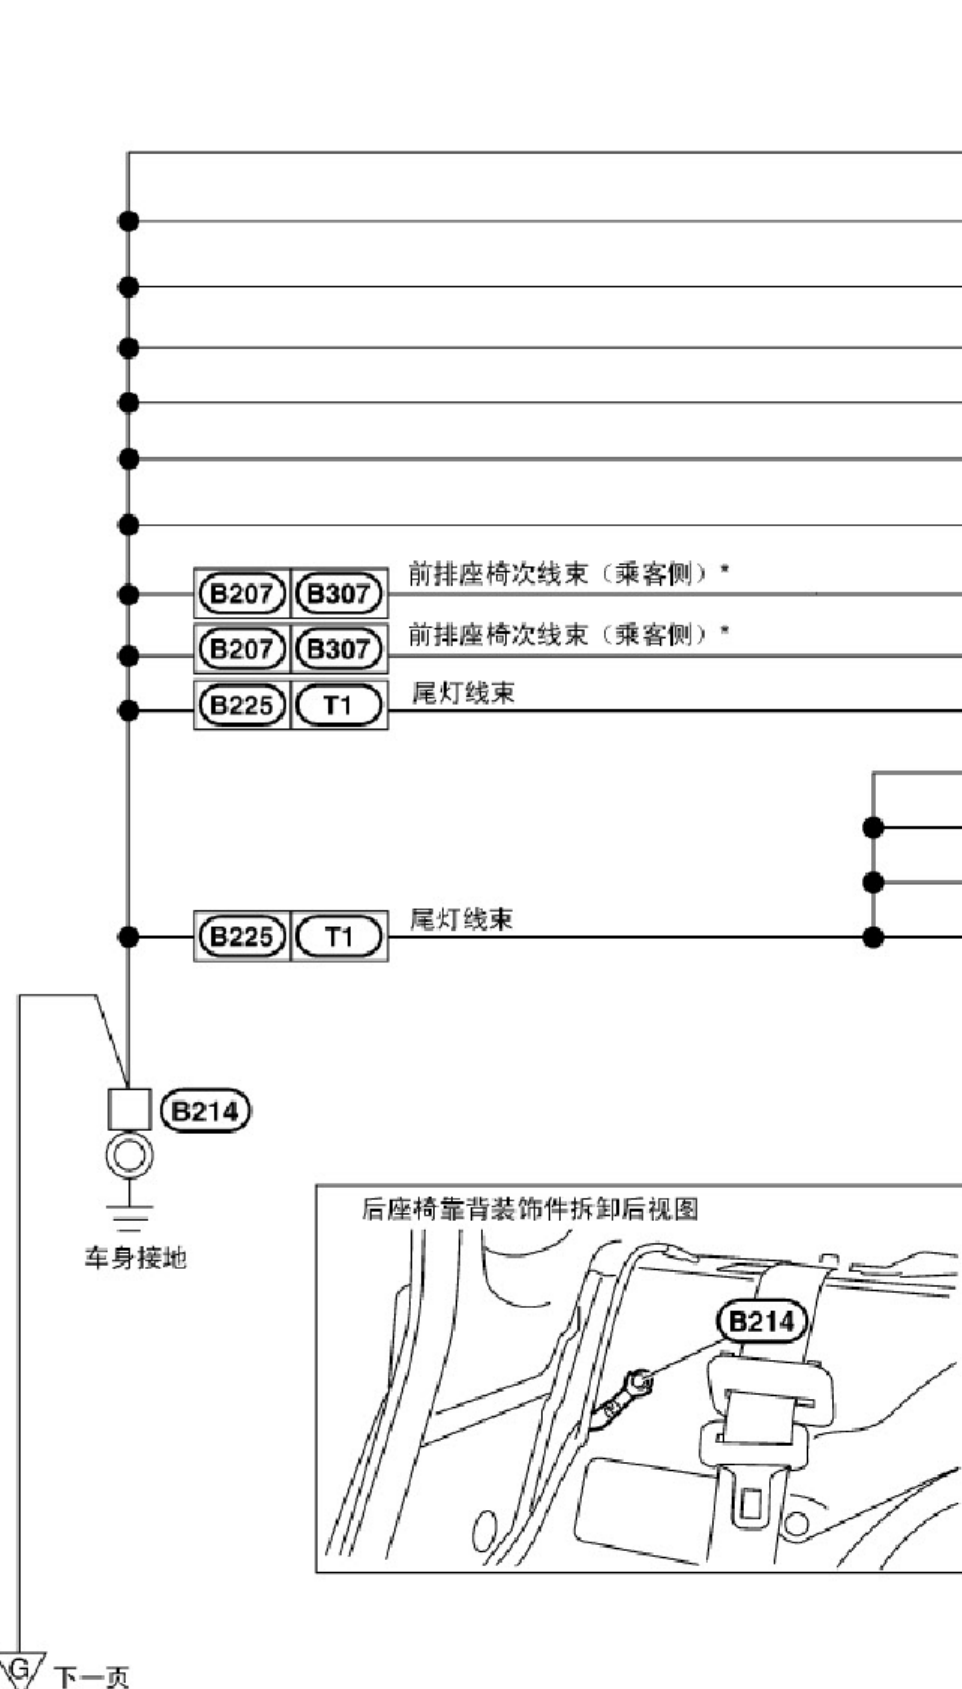 前排座椅次线束（乘客侧）*
B207 B307
前排座椅次线束（乘客侧）*
B207 B307
尾灯线束
B225 T1
尾灯线束
B225 T1
B214
车身接地
后座椅靠背装饰件拆卸后视图
B214
G 下一页